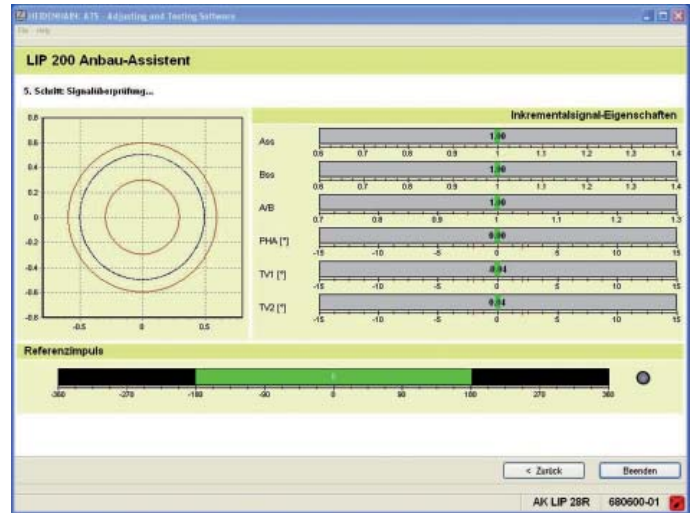 HEIDENHAIN ATS - Adjusting and Testing Software
File Help
LIP 200 Anbau-Assistent
5. Schritt: Signalüberprüfung...
Inkrementalsignal-Eigenschaften
0.8
0.6
0.4
0.2
0
-0.2
-0.4
-0.6
-0.8
-0.5 0 0.5
Ass 1.00
0.6 0.7 0.8 0.9 1 1.1 1.2 1.3 1.4
Bss 1.00
0.6 0.7 0.8 0.9 1 1.1 1.2 1.3 1.4
A/B 1.00
0.7 0.8 0.9 1 1.1 1.2 1.3
PHA [°] 0.00
-15 -10 -5 0 5 10 15
TV1 [°] -0.04
-15 -10 -5 0 5 10 15
TV2 [°] 0.04
-15 -10 -5 0 5 10 15
Referenzimpuls
-360 -270 -180 -90 0 90 180 270 360
< Zurück Beenden
AK LIP 28R 680600-01